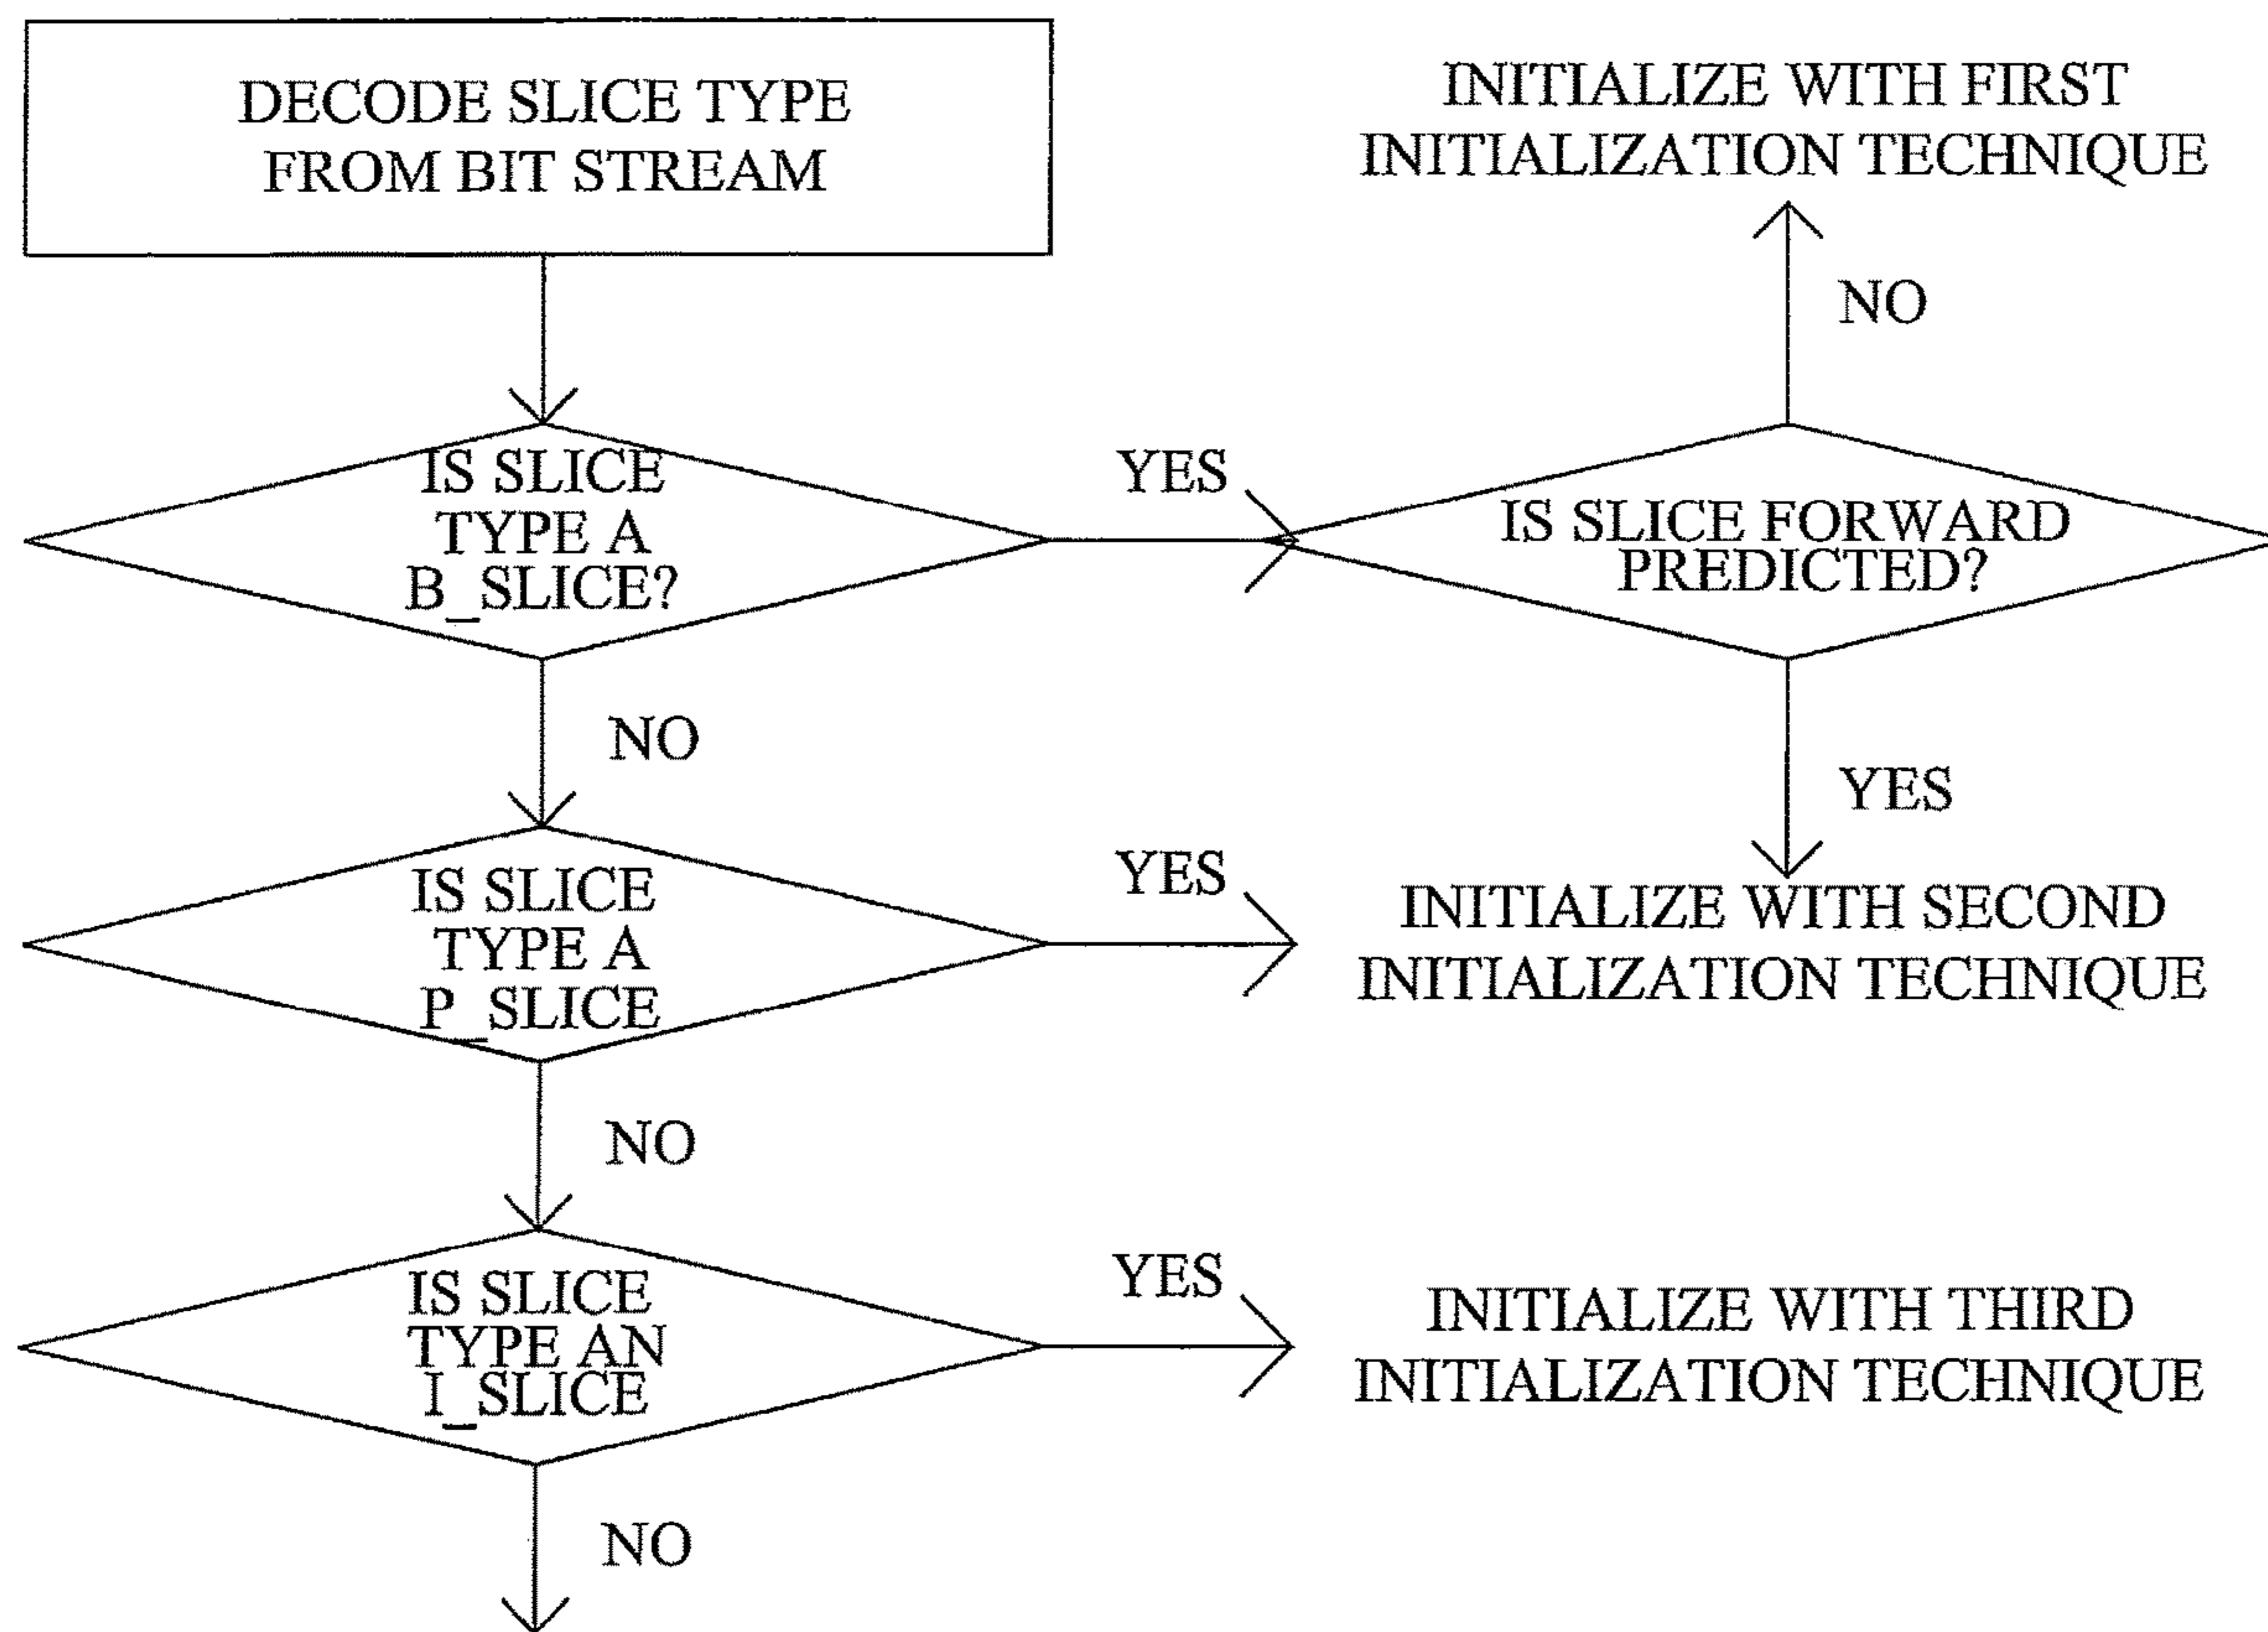 DECODE SLICE TYPE
FROM BIT STREAM
INITIALIZE WITH FIRST
INITIALIZATION TECHNIQUE
NO
IS SLICE
TYPE A
B_SLICE?
YES
IS SLICE FORWARD
PREDICTED?
NO
YES
IS SLICE
TYPE A
P_SLICE
YES
INITIALIZE WITH SECOND
INITIALIZATION TECHNIQUE
NO
IS SLICE
TYPE AN
I_SLICE
YES
INITIALIZE WITH THIRD
INITIALIZATION TECHNIQUE
NO